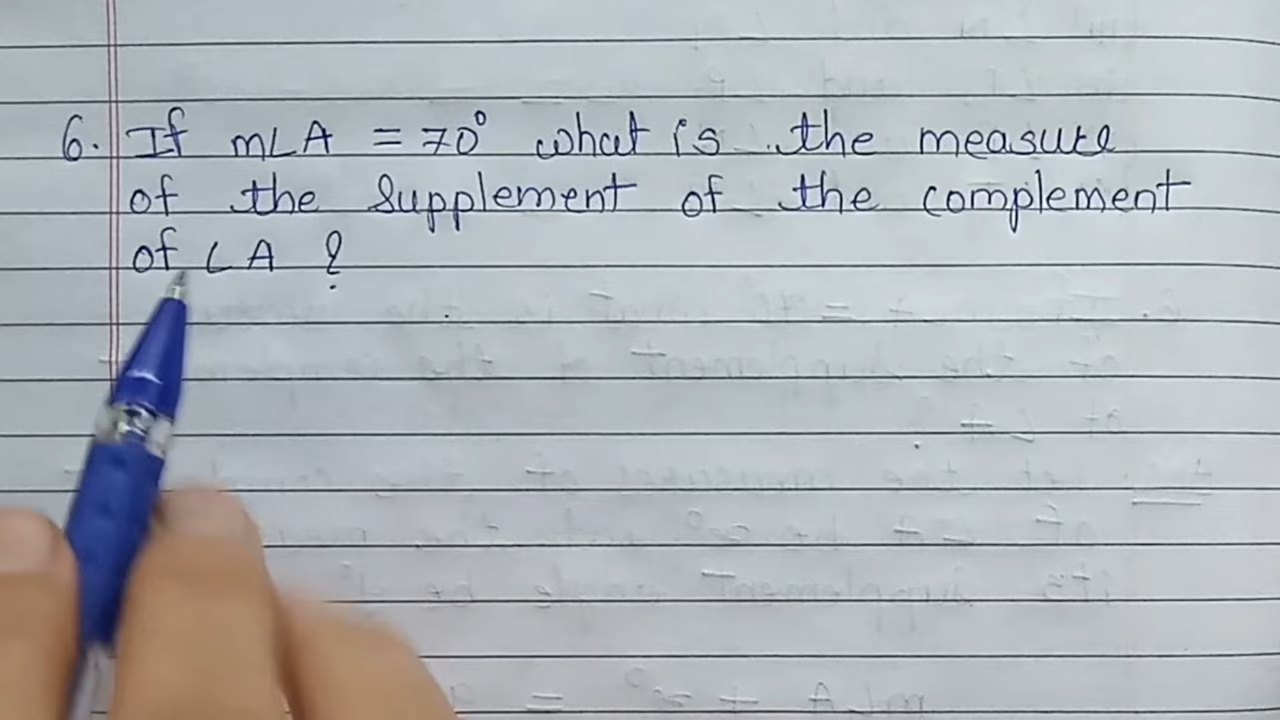 6. If m∠A = 70° what is the measure
of the supplement of the complement
of ∠A ?